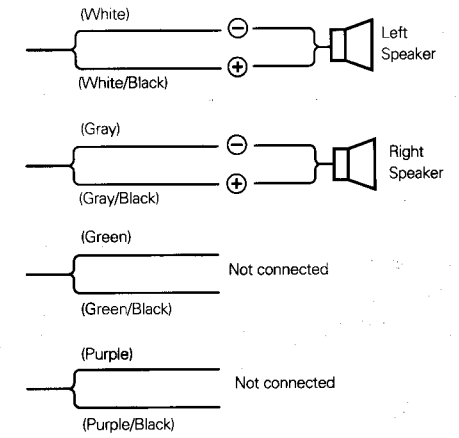 (White)
⊖
Left
Speaker
⊕
(White/Black)
(Gray)
⊖
Right
Speaker
⊕
(Gray/Black)
(Green)
Not connected
(Green/Black)
(Purple)
Not connected
(Purple/Black)